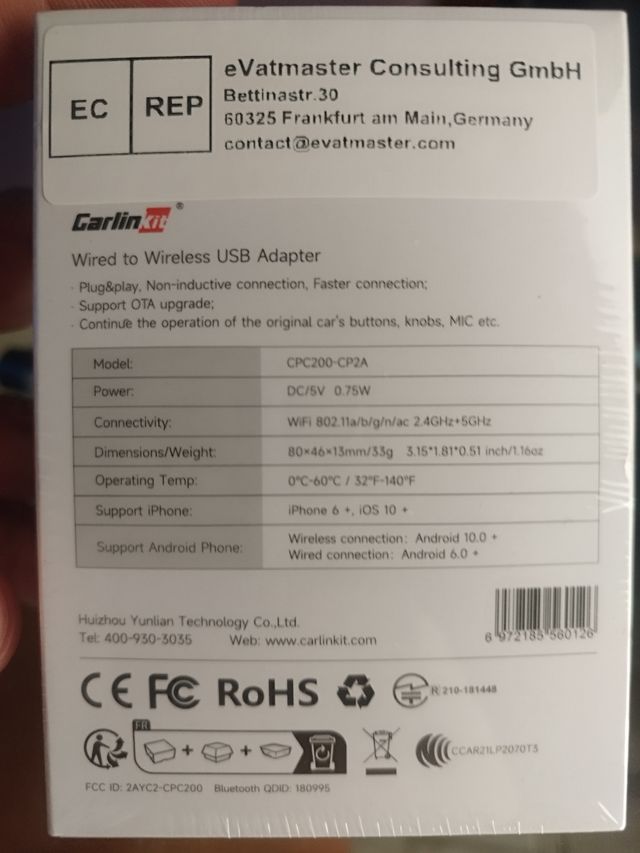 EC REP
eVatmaster Consulting GmbH
Bettinastr.30
60325 Frankfurt am Main,Germany
contact@evatmaster.com
Carlinkit®
Wired to Wireless USB Adapter
· Plug&play, Non-inductive connection, Faster connection;
· Support OTA upgrade;
· Continue the operation of the original car's buttons, knobs, MIC etc.
Model: CPC200-CP2A
Power: DC/5V 0.75W
Connectivity: WiFi 802.11a/b/g/n/ac 2.4GHz+5GHz
Dimensions/Weight: 80×46×13mm/33g 3.15*1.81*0.51 inch/1.16oz
Operating Temp: 0°C-60°C / 32°F-140°F
Support iPhone: iPhone 6 +, iOS 10 +
Support Android Phone: Wireless connection: Android 10.0 +
Wired connection: Android 6.0 +
Huizhou Yunlian Technology Co.,Ltd.
Tel: 400-930-3035 Web: www.carlinkit.com
6 972185 560126
CE FC RoHS R 210-181448
FR
+ +
CCAR21LP2070T3
FCC ID: 2AYC2-CPC200 Bluetooth QDID: 180995